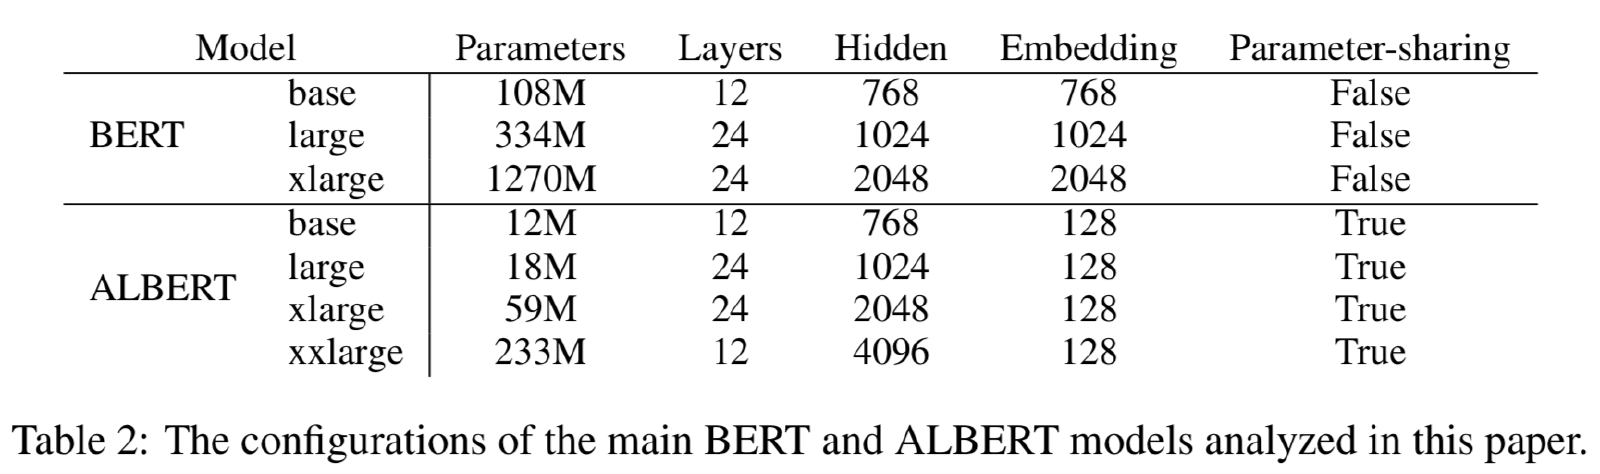 Model Parameters Layers Hidden Embedding Parameter-sharing
base 108M 12 768 768 False
BERT large 334M 24 1024 1024 False
xlarge 1270M 24 2048 2048 False
base 12M 12 768 128 True
large 18M 24 1024 128 True
ALBERT
xlarge 59M 24 2048 128 True
xxlarge 233M 12 4096 128 True
Table 2: The configurations of the main BERT and ALBERT models analyzed in this paper.